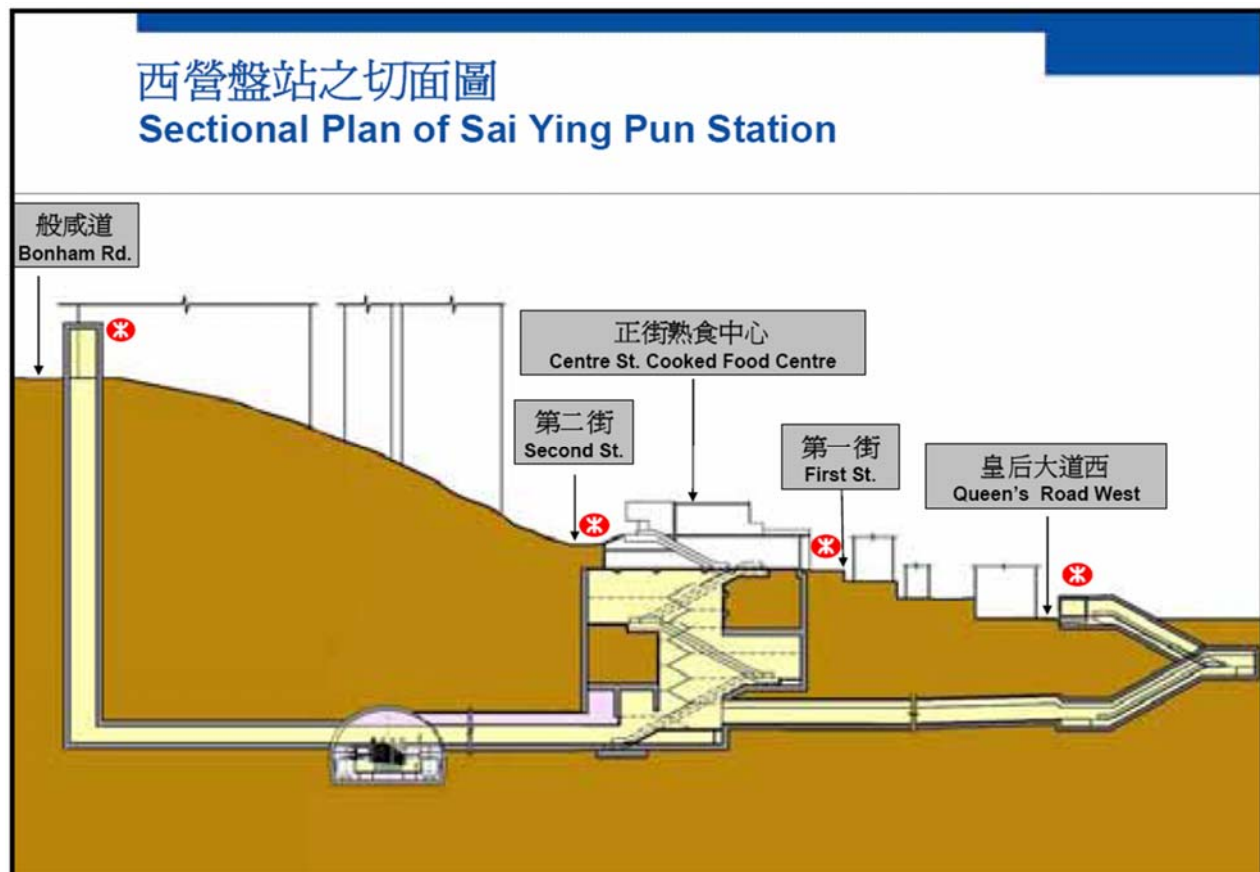 西營盤站之切面圖
Sectional Plan of Sai Ying Pun Station
般咸道
Bonham Rd.
正街熟食中心
Centre St. Cooked Food Centre
第二街
Second St.
第一街
First St.
皇后大道西
Queen's Road West